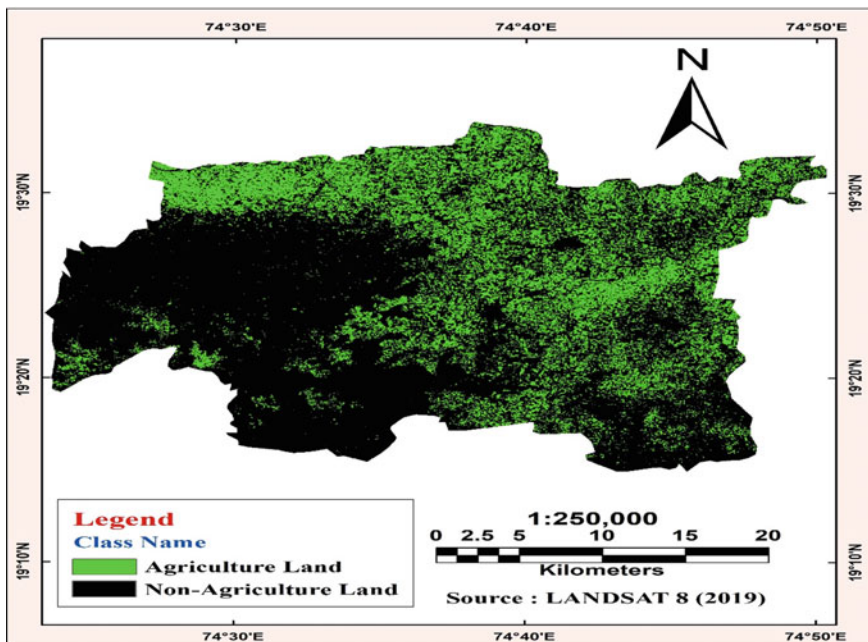 74°30'E 74°40'E 74°50'E
N
19°30'N 19°30'N
19°20'N 19°20'N
19°10'N 19°10'N
Legend
Class Name
Agriculture Land
Non-Agriculture Land
1:250,000
0 2.5 5 10 15 20
Kilometers
Source : LANDSAT 8 (2019)
74°30'E 74°40'E 74°50'E